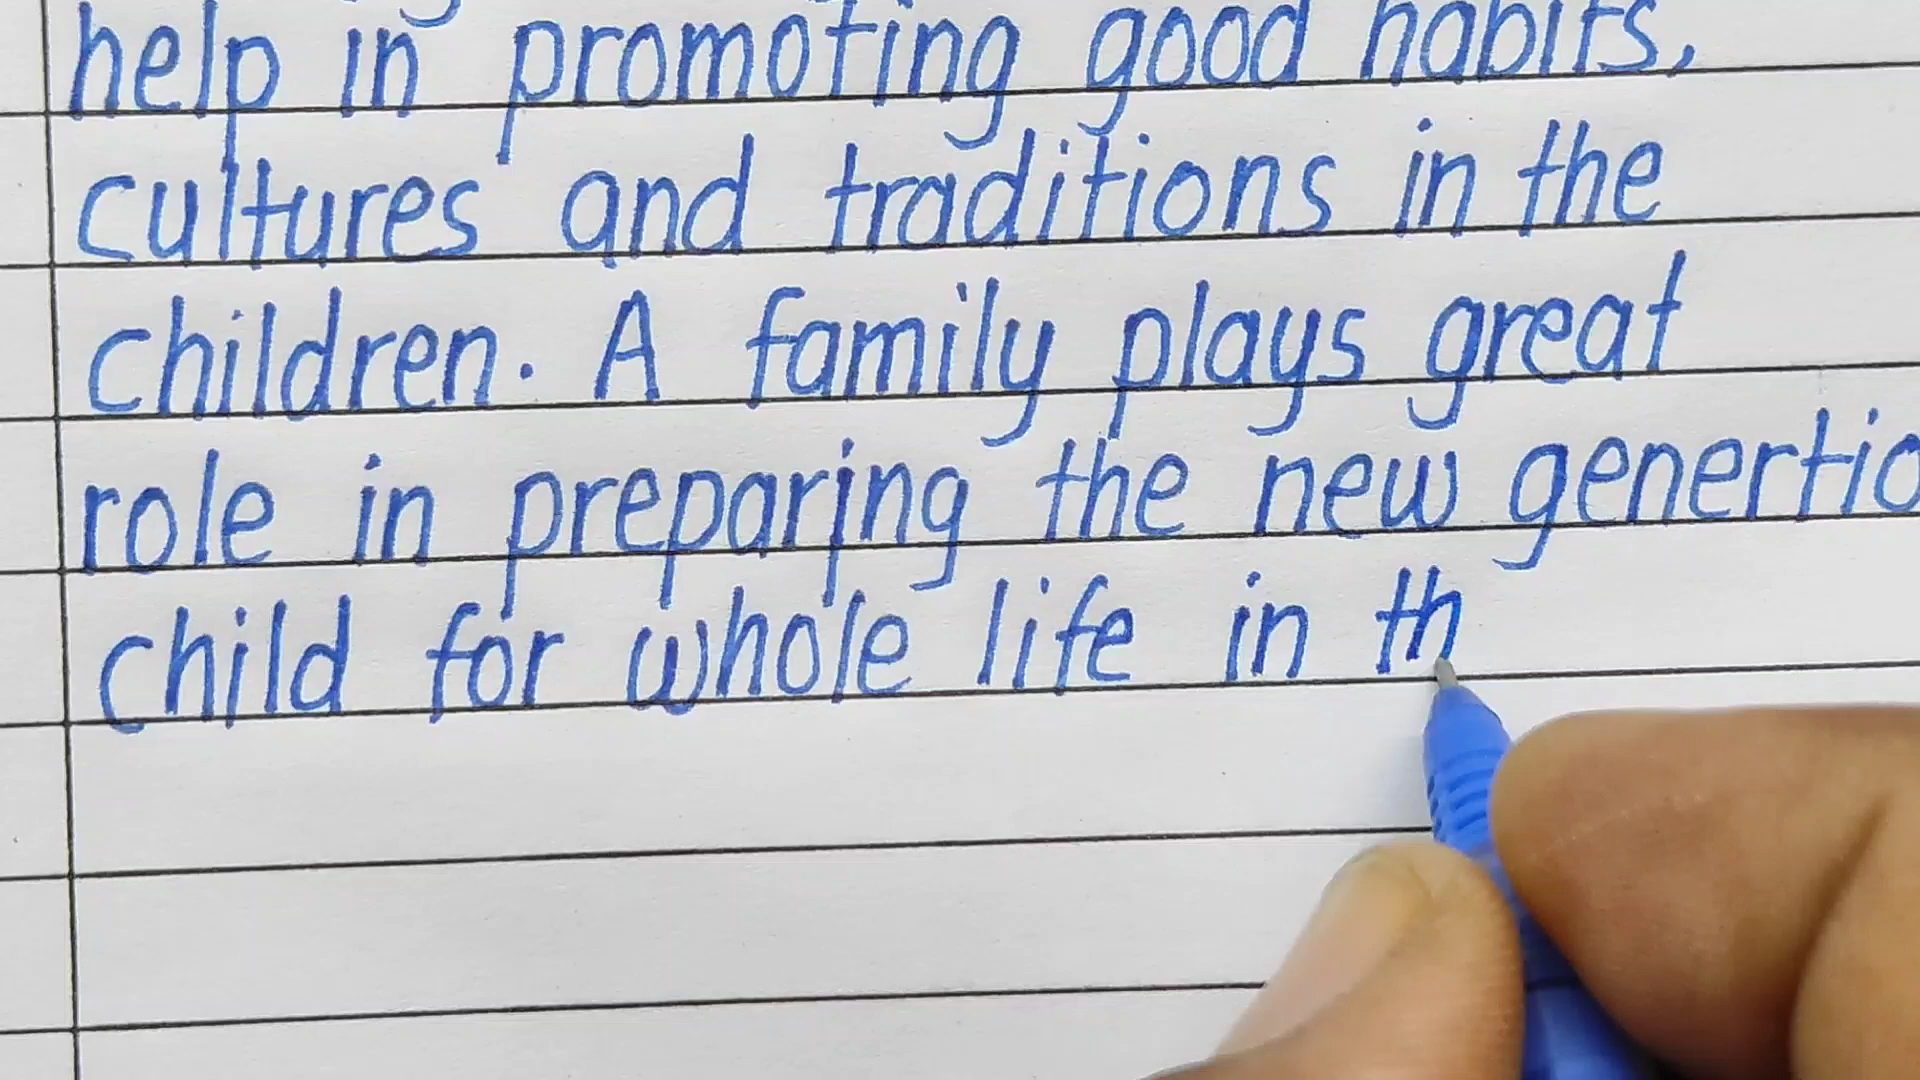 help in promoting good habits,
cultures and traditions in the
children. A family plays great
role in preparing the new genertio
child for whole life in th